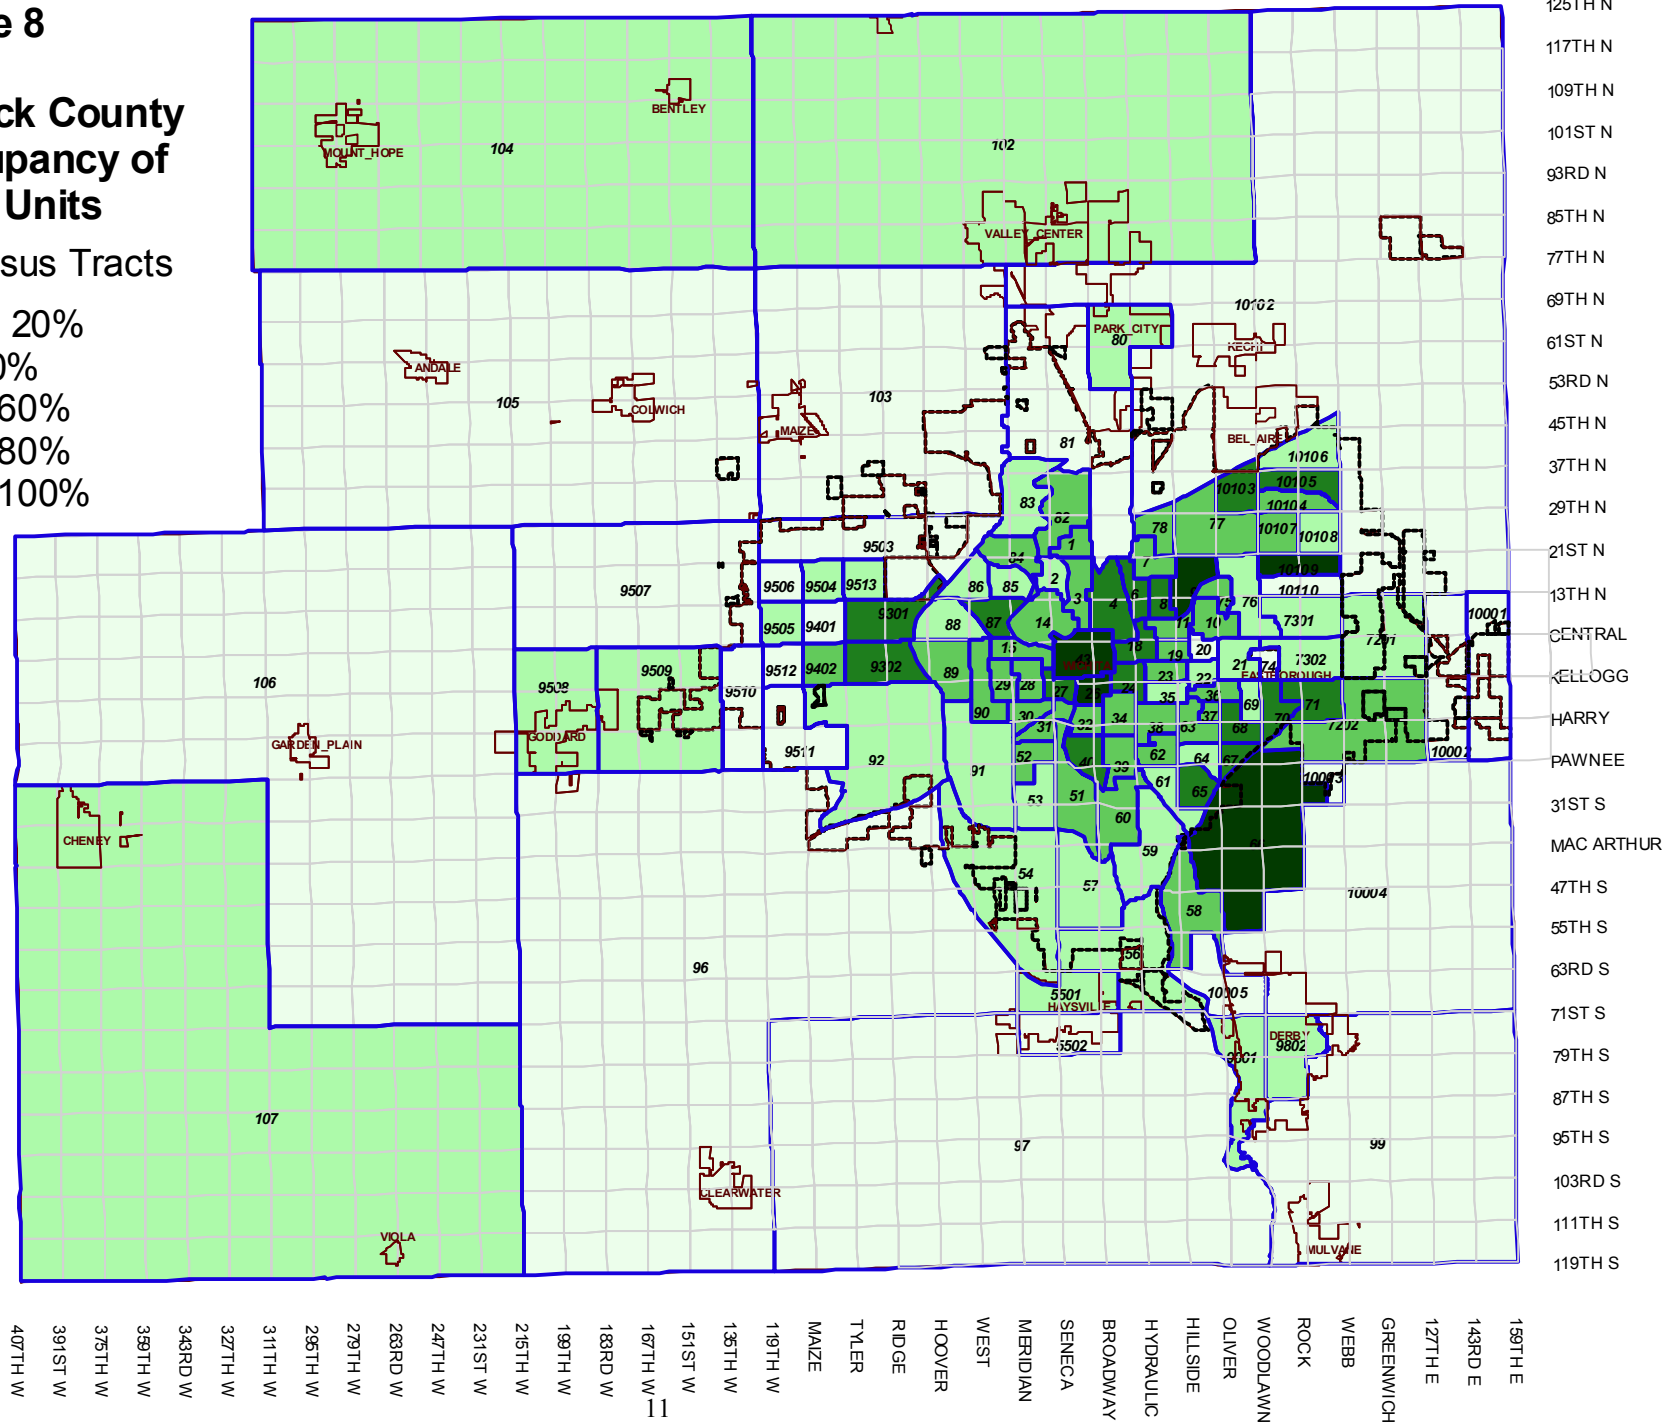 e 8
ck County
upancy of
Units
sus Tracts
20%
0%
60%
80%
100%
125TH N
117TH N
109TH N
101ST N
93RD N
85TH N
77TH N
69TH N
61ST N
53RD N
45TH N
37TH N
29TH N
21ST N
13TH N
CENTRAL
KELLOGG
HARRY
PAWNEE
31ST S
MAC ARTHUR
47TH S
55TH S
63RD S
71ST S
79TH S
87TH S
95TH S
103RD S
111TH S
119TH S
BENTLEY
MOUNT_HOPE
104
102
VALLEY_CENTER
10102
PARK_CITY
80
KECHI
ANDALE
105
COLWICH
103
MAIZE
81
BEL_AIRE
10106
83
10103
10105
82
10104
78
77
10107
10108
1
9503
84
7
10109
9507
9506
9504
9513
86
85
2
3
4
6
8
75
76
10110
10001
9301
9505
9401
88
87
14
11
10
7301
7201
15
43
18
19
20
21
74
7302
WICHITA
EASTBOROUGH
106
9508
9509
9510
9512
9402
9302
89
29
28
27
26
24
23
22
35
36
69
71
GODDARD
GARDEN_PLAIN
90
30
31
32
34
38
63
37
68
70
7202
9511
92
91
52
40
39
62
64
67
10002
10003
53
51
61
65
60
CHENEY
59
54
57
10004
58
96
56
5501
HAYSVILLE
10005
5502
DERBY
9802
9801
107
97
99
CLEARWATER
VIOLA
MULVANE
407TH W
391ST W
375TH W
359TH W
343RD W
327TH W
311TH W
295TH W
279TH W
263RD W
247TH W
231ST W
215TH W
199TH W
183RD W
167TH W
151ST W
135TH W
119TH W
MAIZE
TYLER
RIDGE
HOOVER
WEST
MERIDIAN
SENECA
BROADWAY
HYDRAULIC
HILLSIDE
OLIVER
WOODLAWN
ROCK
WEBB
GREENWICH
127TH E
143RD E
159TH E
11